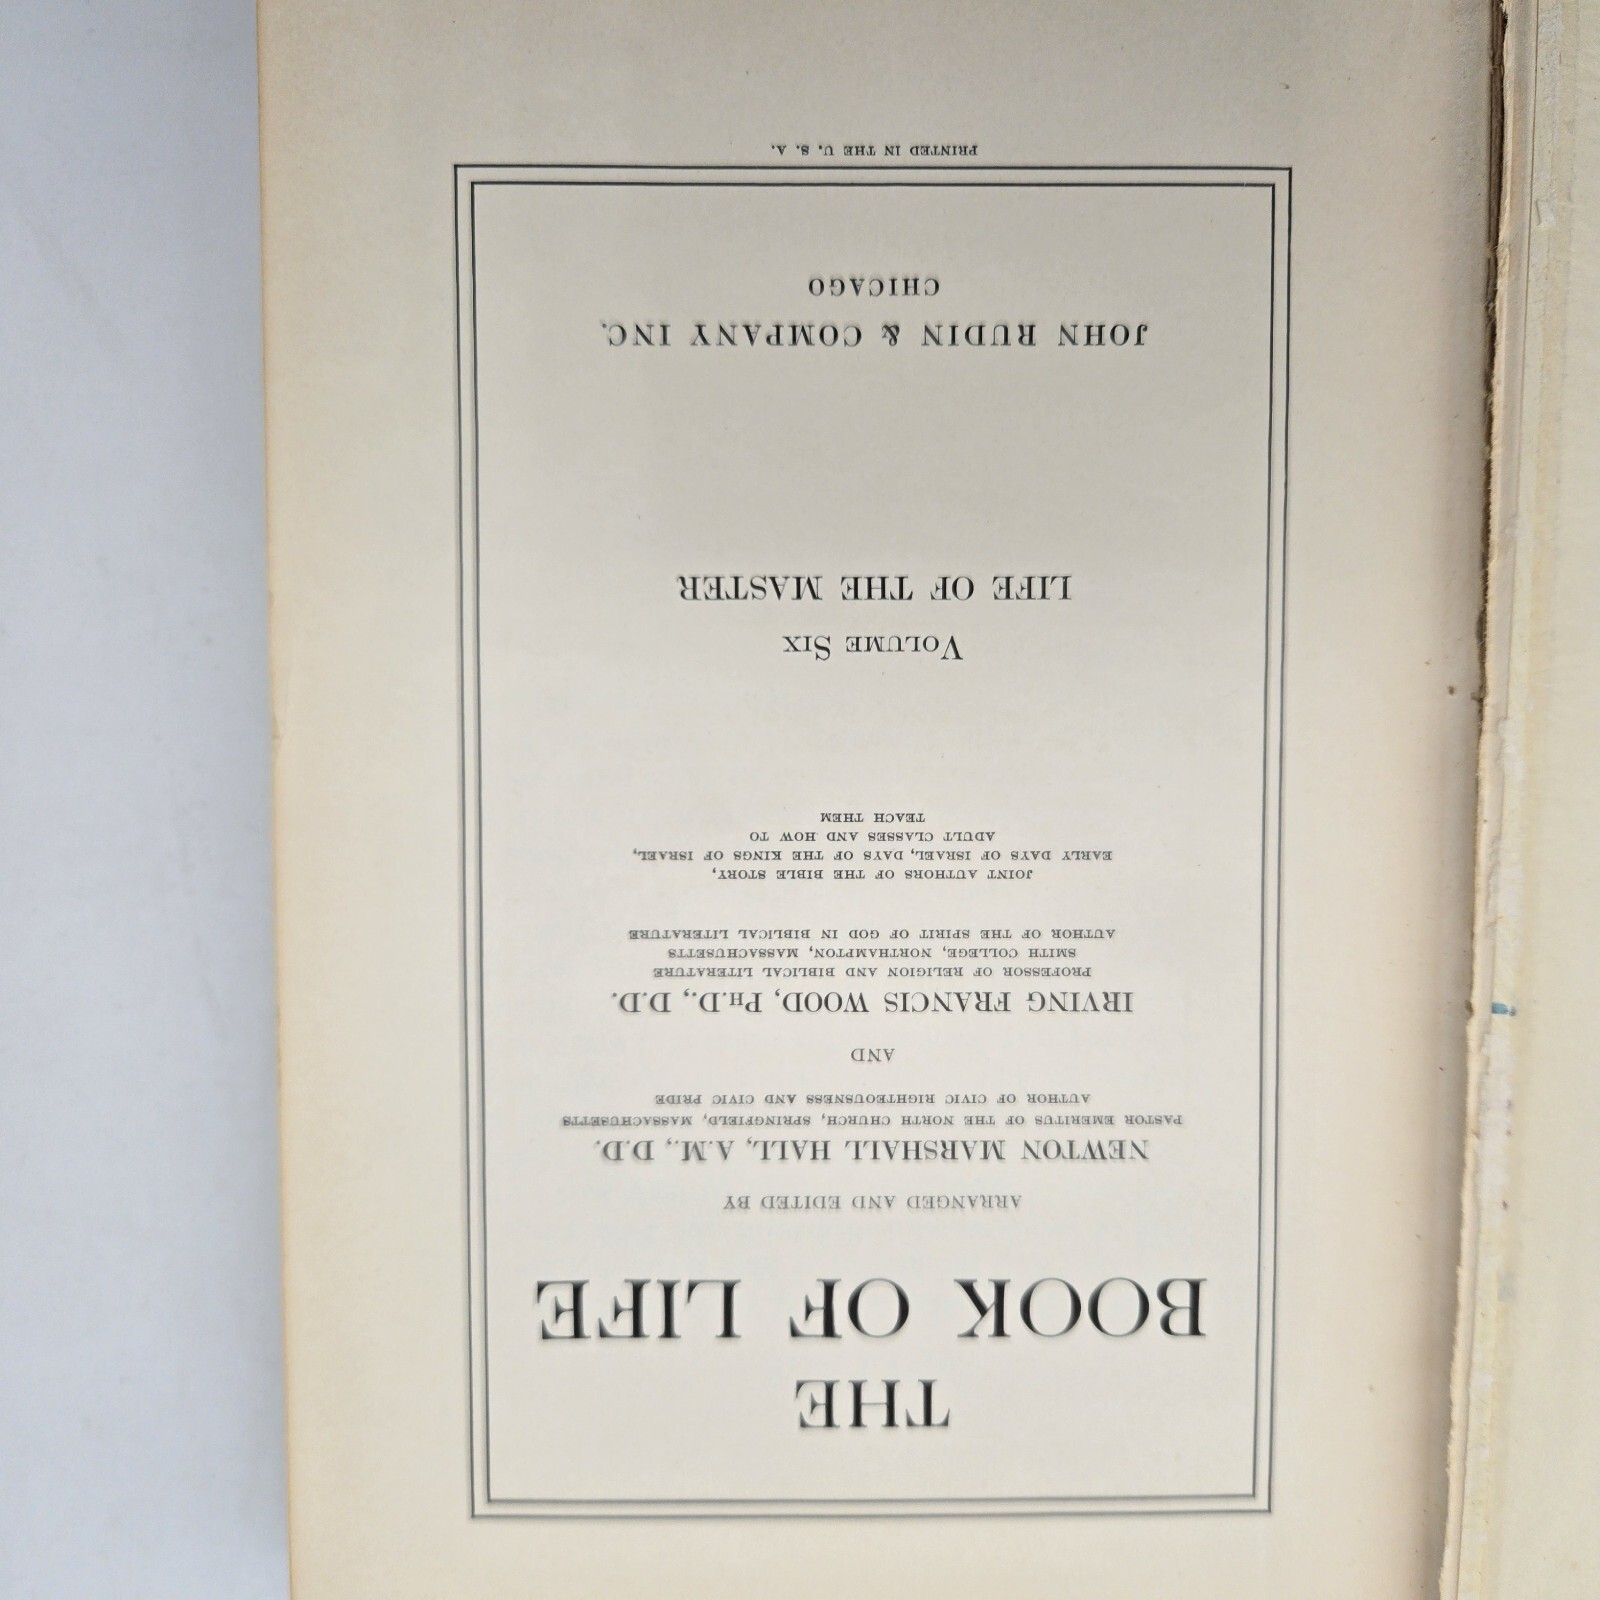 THE
BOOK OF LIFE
ARRANGED AND EDITED BY
NEWTON MARSHALL HALL, A.M., D.D.
PASTOR EMERITUS OF THE NORTH CHURCH, SPRINGFIELD, MASSACHUSETTS
AUTHOR OF CIVIC RIGHTEOUSNESS AND CIVIC PRIDE
AND
IRVING FRANCIS WOOD, PH.D., D.D.
PROFESSOR OF RELIGION AND BIBLICAL LITERATURE
SMITH COLLEGE, NORTHAMPTON, MASSACHUSETTS
AUTHOR OF THE SPIRIT OF GOD IN BIBLICAL LITERATURE
JOINT AUTHORS OF THE BIBLE STORY,
EARLY DAYS OF ISRAEL, DAYS OF THE KINGS OF ISRAEL,
ADULT CLASSES AND HOW TO
TEACH THEM
VOLUME SIX
LIFE OF THE MASTER
JOHN RUDIN & COMPANY INC.
CHICAGO
PRINTED IN THE U. S. A.